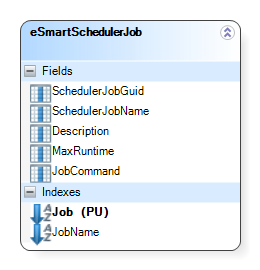 eSmartSchedulerJob
Fields
SchedulerJobGuid
SchedulerJobName
Description
MaxRuntime
JobCommand
Indexes
Job (PU)
JobName